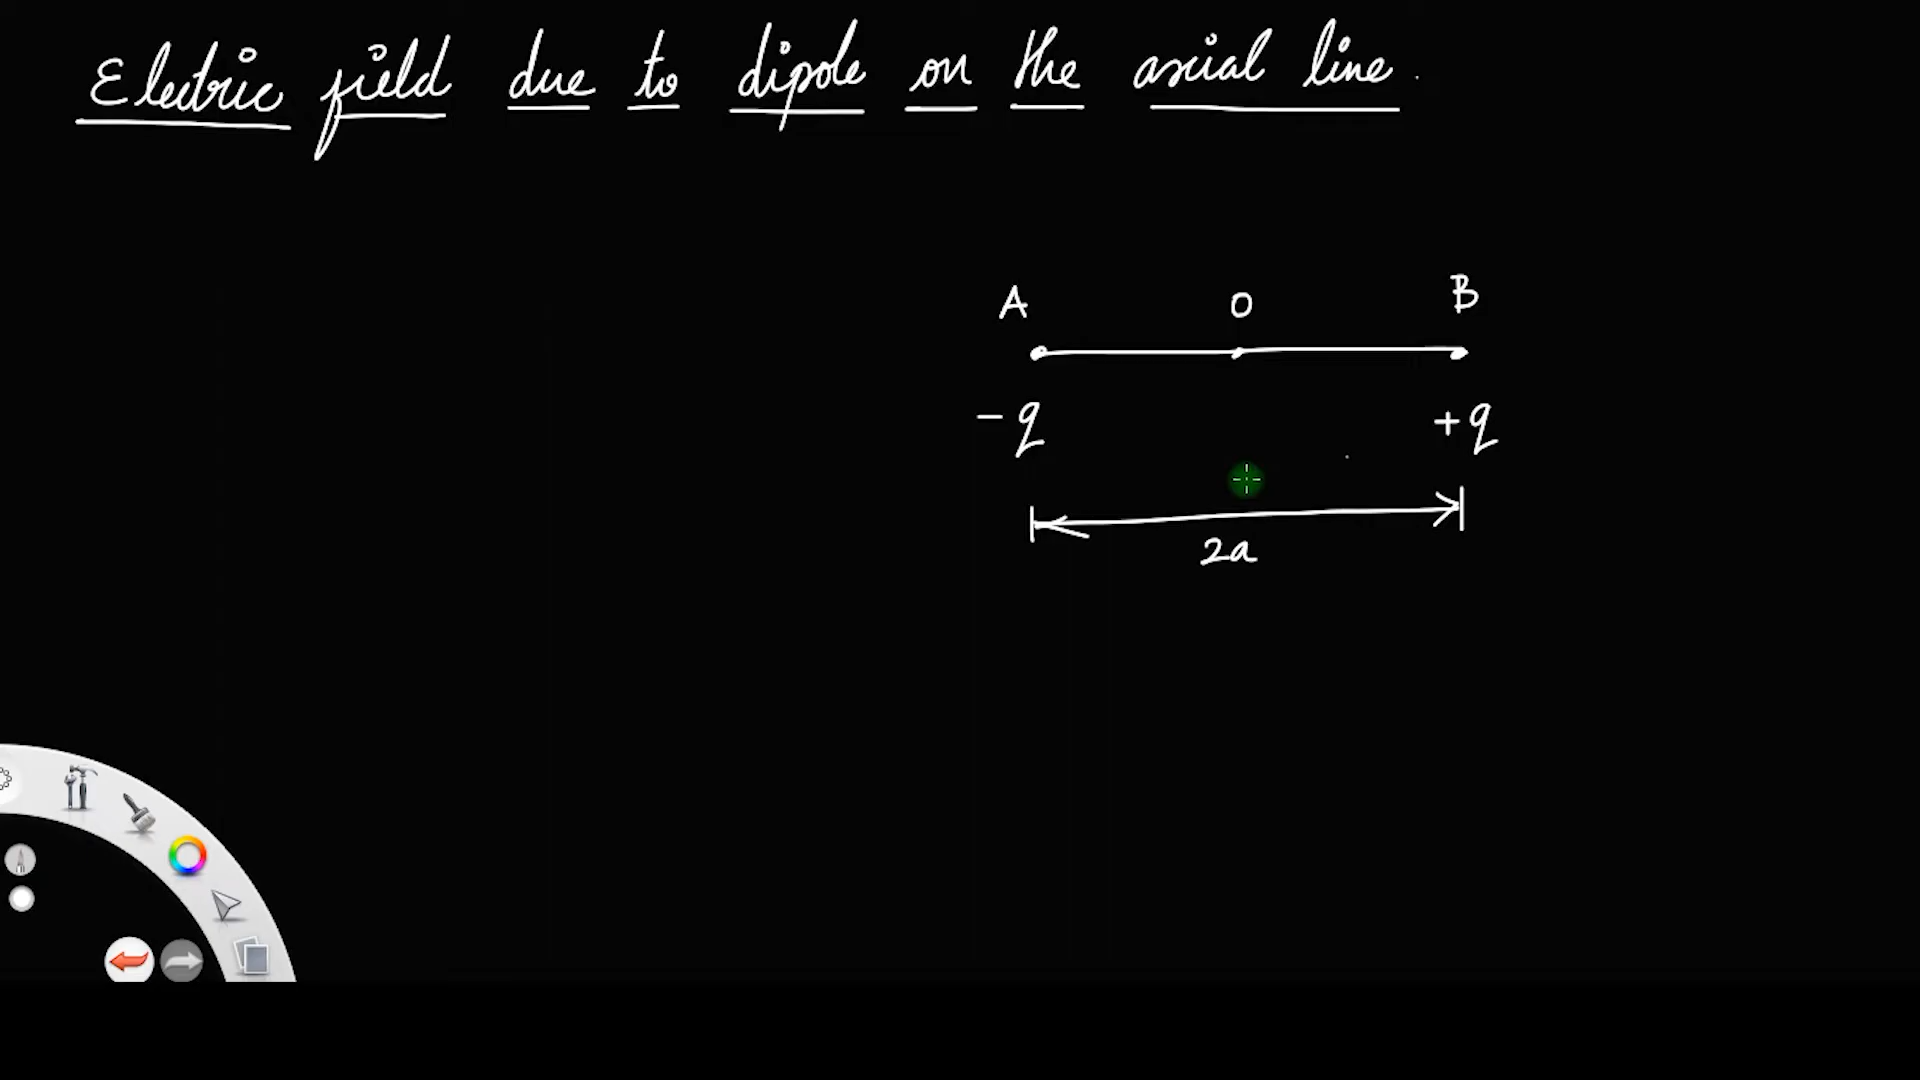 Electric field due to dipole on the axial line.
A O B
-q +q
2a